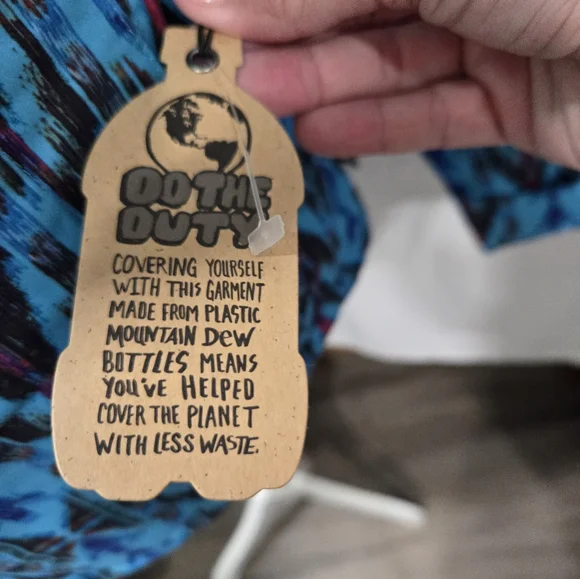 DO THE
DUTY
COVERING YOURSELF
WITH THIS GARMENT
MADE FROM PLASTIC
MOUNTAIN DEW
BOTTLES MEANS
YOU'VE HELPED
COVER THE PLANET
WITH LESS WASTE.